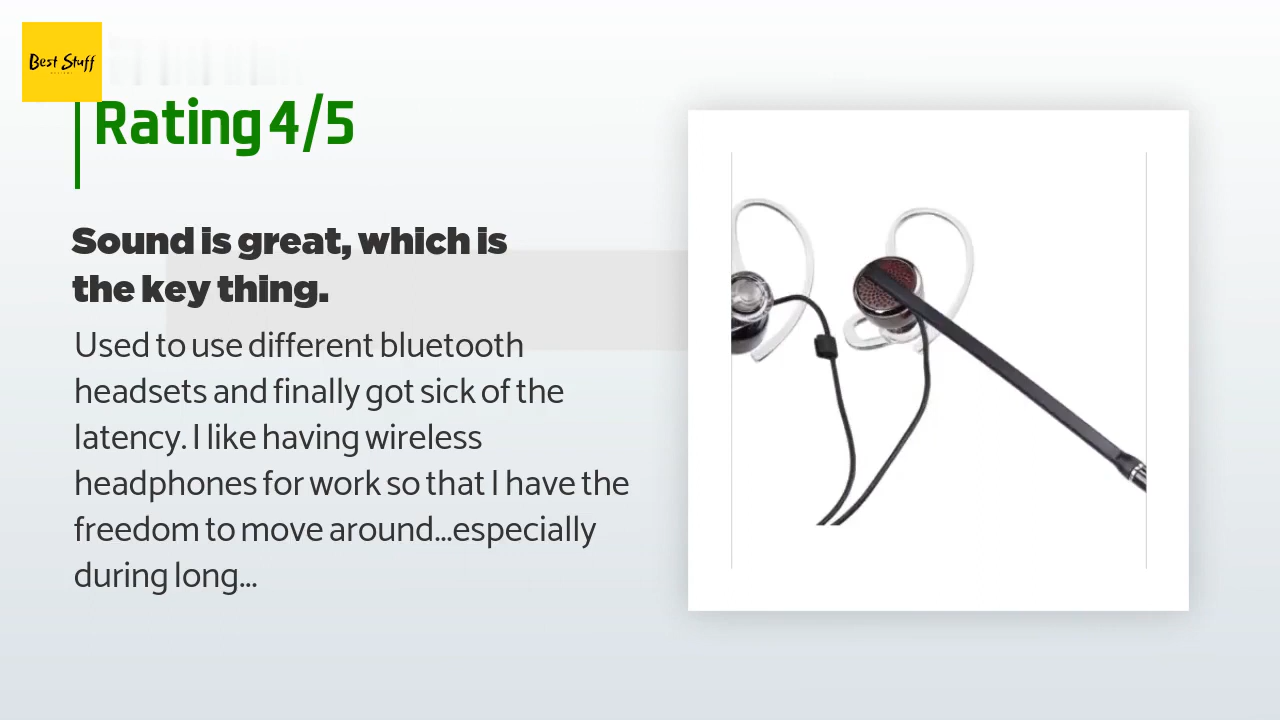 Best Stuff
Rating 4/5
Sound is great, which is
the key thing.
Used to use different bluetooth
headsets and finally got sick of the
latency. I like having wireless
headphones for work so that I have the
freedom to move around...especially
during long...